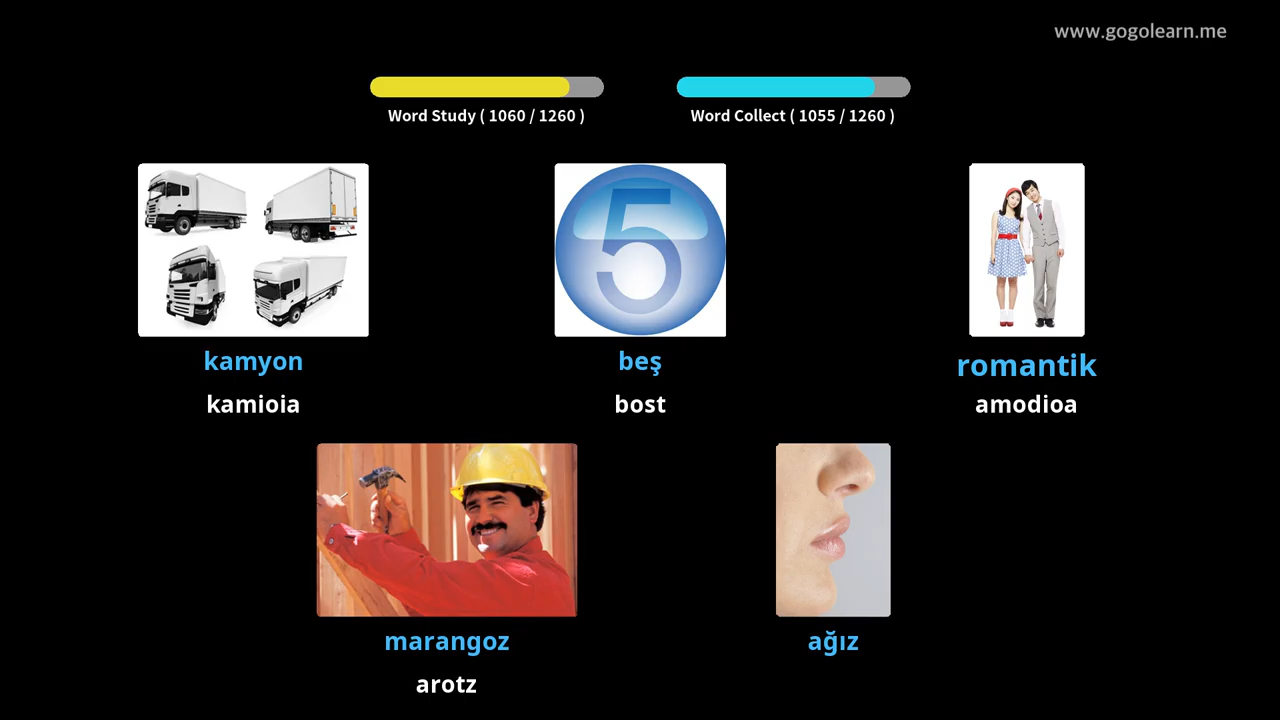 www.gogolearn.me
Word Study ( 1060 / 1260 )
Word Collect ( 1055 / 1260 )
5
kamyon
beş
romantik
kamioia
bost
amodioa
marangoz
ağız
arotz